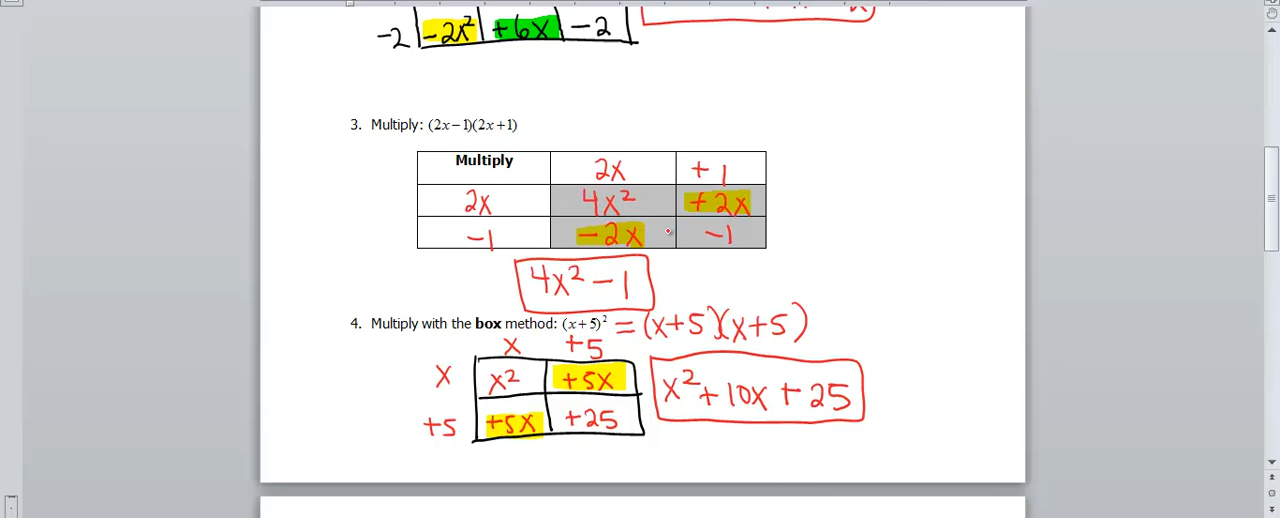 -2 -2x² +6x -2
3. Multiply: (2x-1)(2x+1)
Multiply 2x +1
2x 4x² +2x
-1 -2x -1
4x² - 1
4. Multiply with the box method: (x+5)² = (x+5)(x+5)
x +5
x x² +5x
+5 +5x +25
x² + 10x + 25